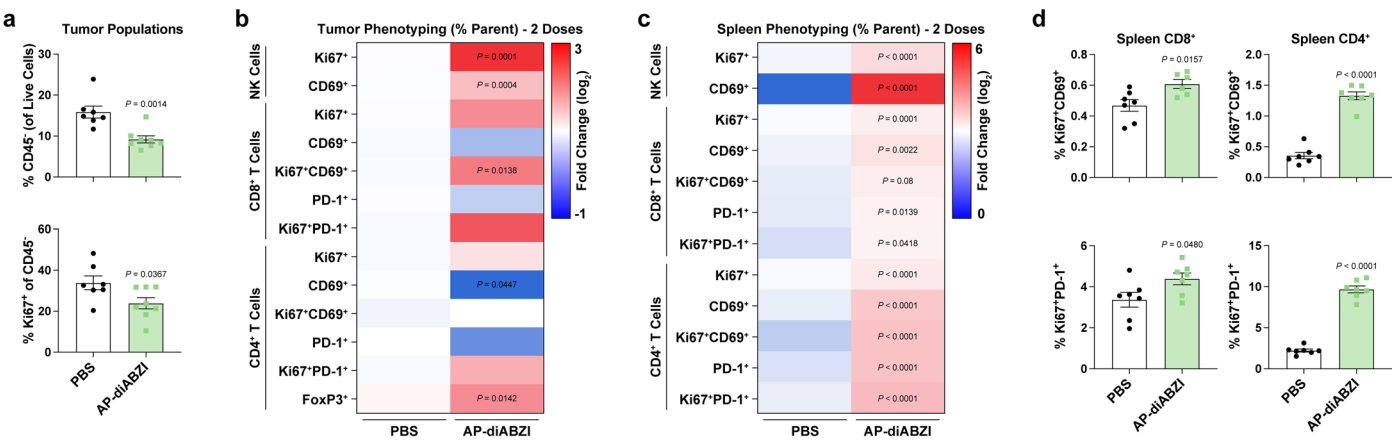 a
Tumor Populations
% CD45⁻ (of Live Cells)
30
20
10
0
P = 0.0014
% Ki67⁺ of CD45⁻
60
40
20
0
P = 0.0367
PBS
AP-diABZI
b
Tumor Phenotyping (% Parent) - 2 Doses
NK Cells
CD8⁺ T Cells
CD4⁺ T Cells
Ki67⁺
P = 0.0001
CD69⁺
P = 0.0004
Ki67⁺
CD69⁺
Ki67⁺CD69⁺
P = 0.0138
PD-1⁺
Ki67⁺PD-1⁺
Ki67⁺
CD69⁺
P = 0.0447
Ki67⁺CD69⁺
PD-1⁺
Ki67⁺PD-1⁺
FoxP3⁺
P = 0.0142
PBS
AP-diABZI
3
-1
Fold Change (log₂)
c
Spleen Phenotyping (% Parent) - 2 Doses
NK Cells
CD8⁺ T Cells
CD4⁺ T Cells
Ki67⁺
P < 0.0001
CD69⁺
P < 0.0001
Ki67⁺
P = 0.0001
CD69⁺
P = 0.0022
Ki67⁺CD69⁺
P = 0.08
PD-1⁺
P = 0.0139
Ki67⁺PD-1⁺
P = 0.0418
Ki67⁺
P < 0.0001
CD69⁺
P < 0.0001
Ki67⁺CD69⁺
P < 0.0001
PD-1⁺
P < 0.0001
Ki67⁺PD-1⁺
P < 0.0001
PBS
AP-diABZI
6
0
Fold Change (log₂)
d
Spleen CD8⁺
% Ki67⁺CD69⁺
0.8
0.6
0.4
0.2
0.0
P = 0.0157
Spleen CD4⁺
% Ki67⁺CD69⁺
2.0
1.5
1.0
0.5
0.0
P < 0.0001
% Ki67⁺PD-1⁺
6
4
2
0
P = 0.0480
PBS
AP-diABZI
% Ki67⁺PD-1⁺
15
10
5
0
P < 0.0001
PBS
AP-diABZI